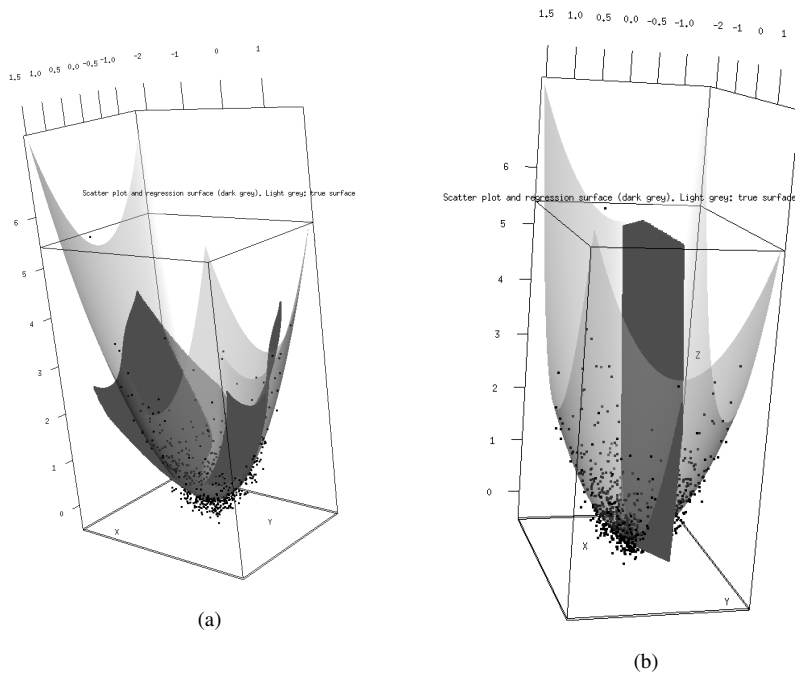 1.5 1.0 0.5 0.0 -0.5 -1.0 -2 -1 0 1
Scatter plot and regression surface (dark grey). Light grey: true surface
6
5
4
3
2
1
0
X
Y
(a)
1.5 1.0 0.5 0.0 -0.5 -1.0 -2 -1 0 1
6
Scatter plot and regression surface (dark grey). Light grey: true surface
5
4
3
Z
2
1
0
X
Y
(b)